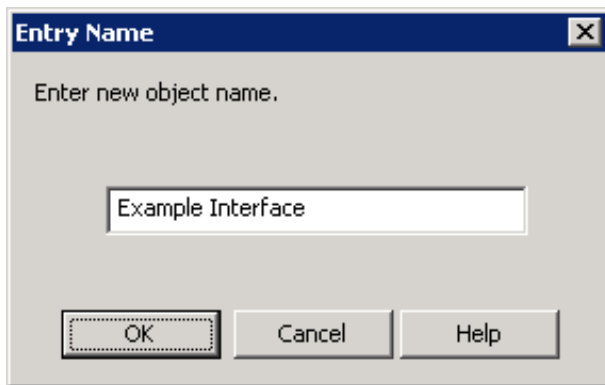 Entry Name
Enter new object name.
Example Interface
OK Cancel Help